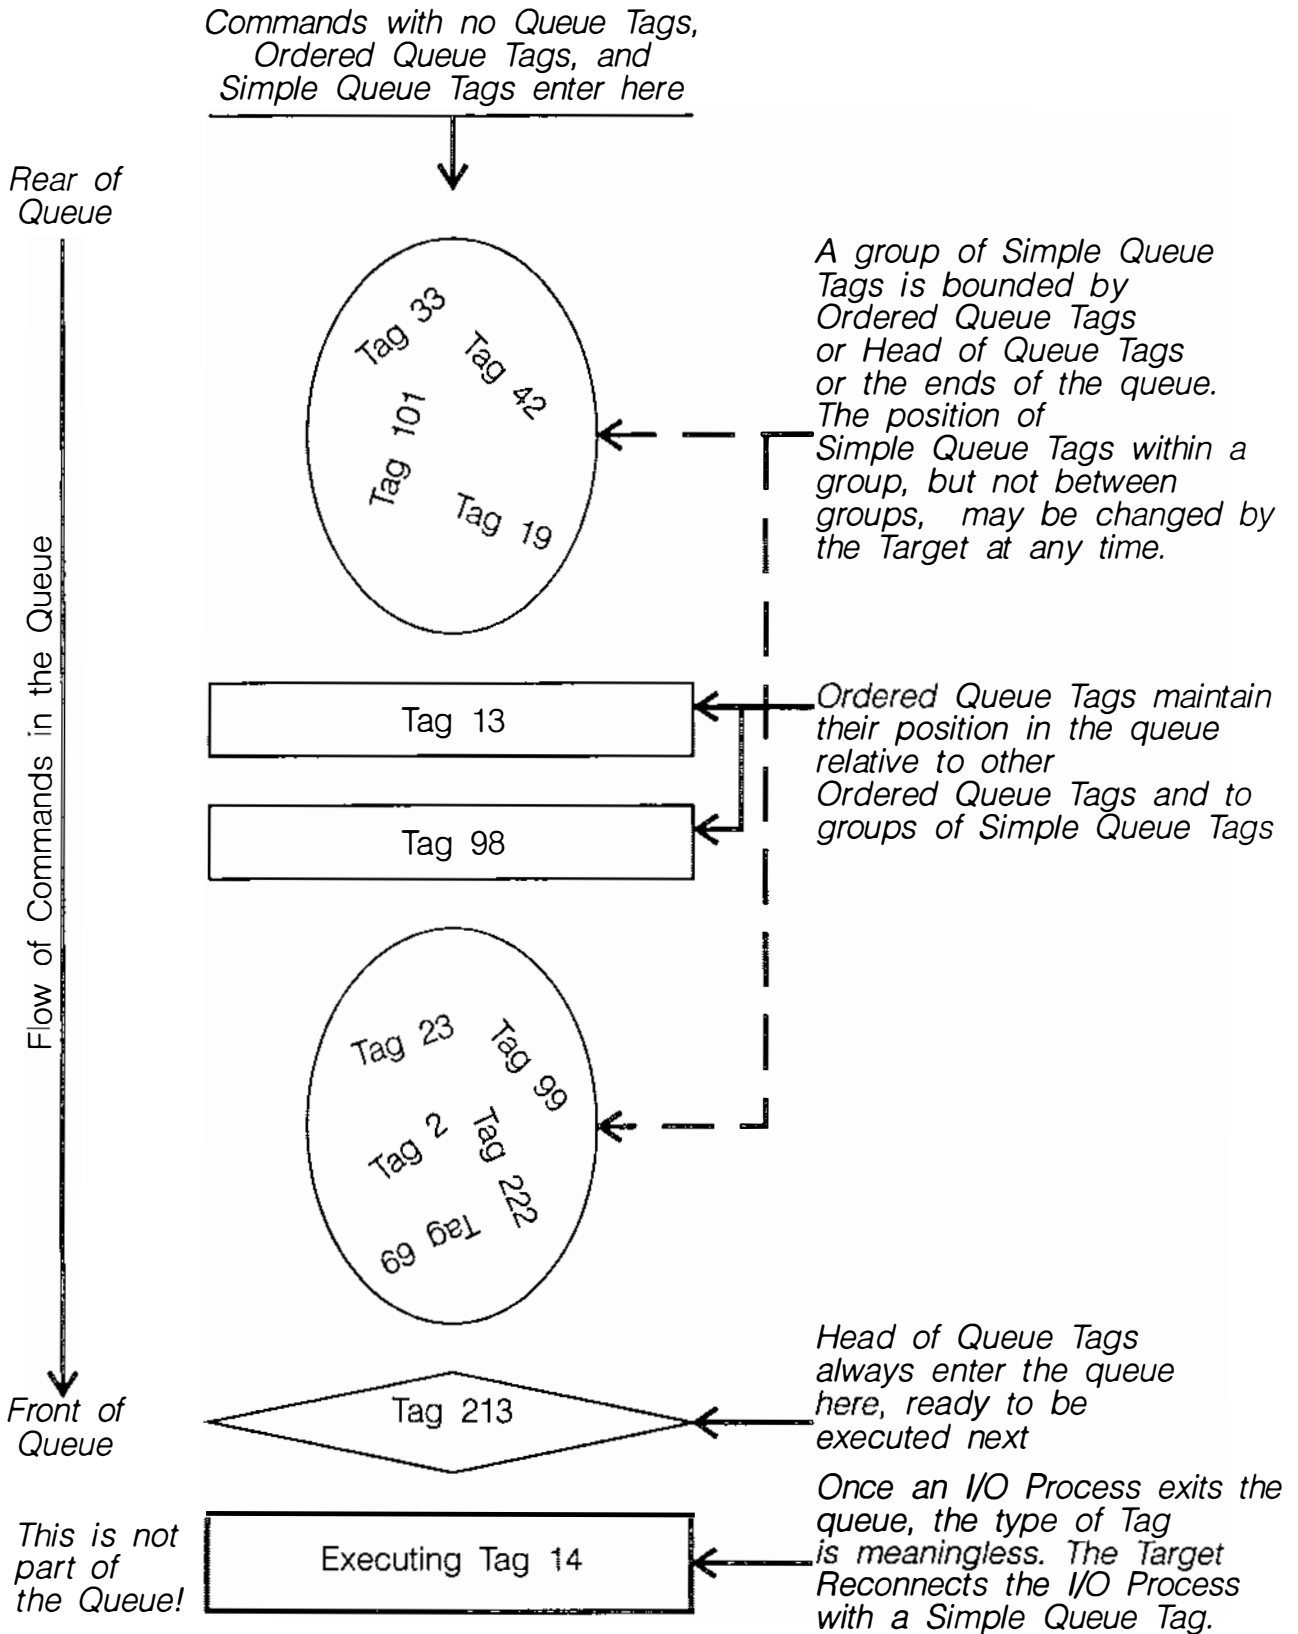 Commands with no Queue Tags,
Ordered Queue Tags, and
Simple Queue Tags enter here
Rear of
Queue
Flow of Commands in the Queue
Tag 33
Tag 42
Tag 101
Tag 19
A group of Simple Queue
Tags is bounded by
Ordered Queue Tags
or Head of Queue Tags
or the ends of the queue.
The position of
Simple Queue Tags within a
group, but not between
groups, may be changed by
the Target at any time.
Tag 13
Tag 98
Ordered Queue Tags maintain
their position in the queue
relative to other
Ordered Queue Tags and to
groups of Simple Queue Tags
Tag 23
Tag 99
Tag 2
Tag 222
Tag 69
Front of
Queue
Tag 213
Head of Queue Tags
always enter the queue
here, ready to be
executed next
This is not
part of
the Queue!
Executing Tag 14
Once an I/O Process exits the
queue, the type of Tag
is meaningless. The Target
Reconnects the I/O Process
with a Simple Queue Tag.